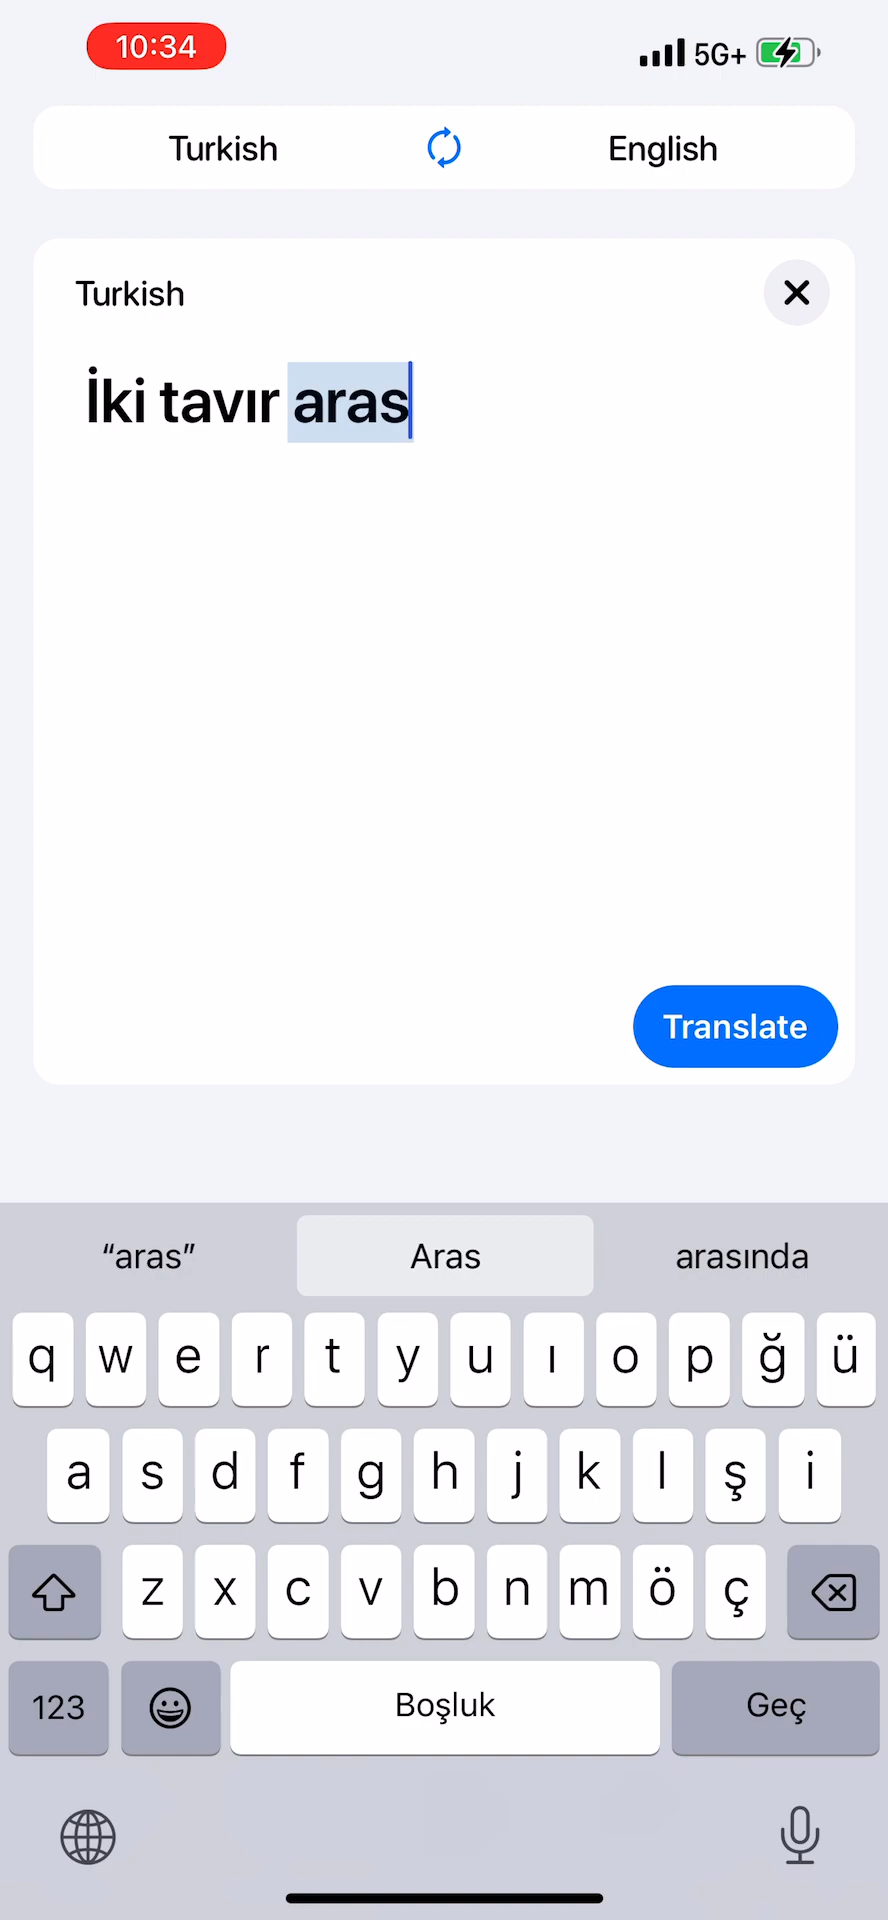 10:34
5G+
Turkish
English
Turkish
İki tavır aras
Translate
“aras”
Aras
arasında
q w e r t y u ı o p ğ ü
a s d f g h j k l ş i
z x c v b n m ö ç
123
Boşluk
Geç